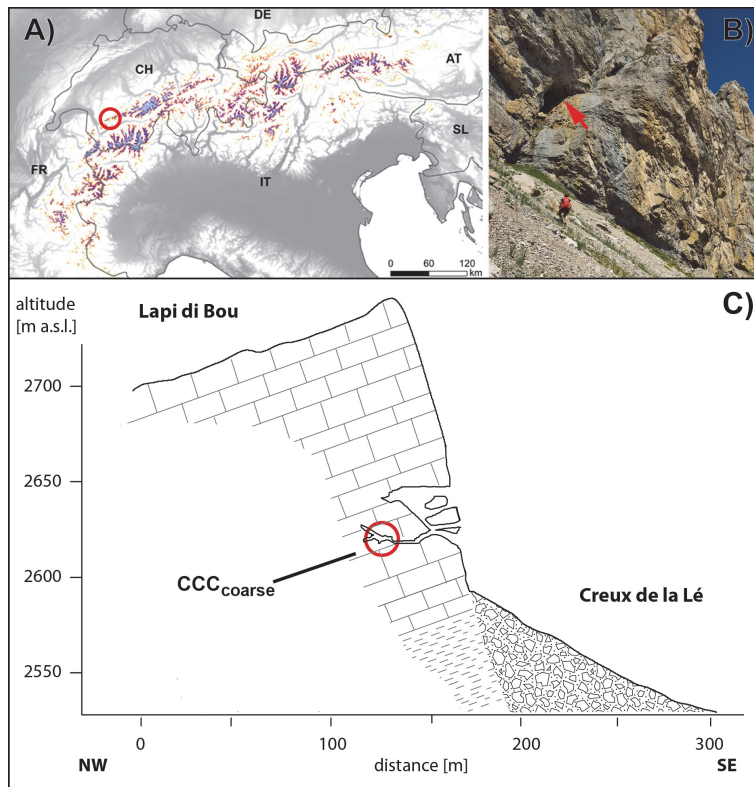 A)
DE
CH
AT
SL
FR
IT
0 60 120
km
B)
C)
altitude
[m a.s.l.]
Lapi di Bou
2700
2650
2600
2550
CCCcoarse
Creux de la Lé
0 100 200 300
NW distance [m] SE